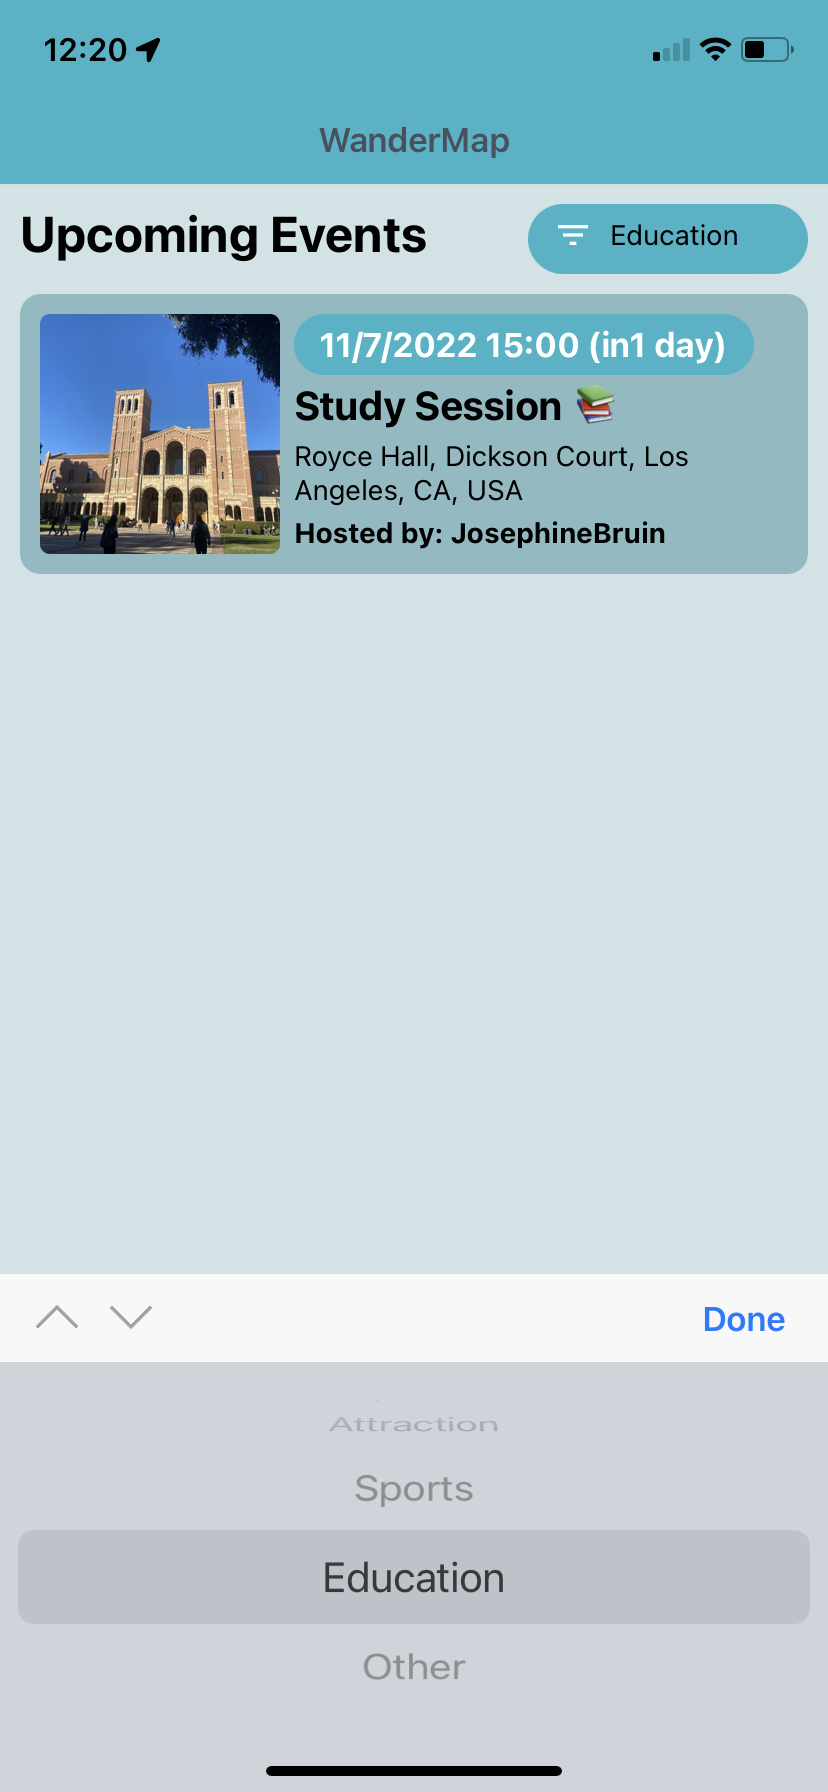 12:20
WanderMap
Upcoming Events
Education
11/7/2022 15:00 (in1 day)
Study Session 📚
Royce Hall, Dickson Court, Los
Angeles, CA, USA
Hosted by: JosephineBruin
Done
Attraction
Sports
Education
Other